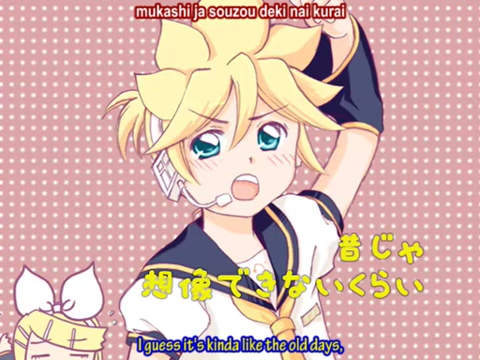 mukashi ja souzou deki nai kurai
昔じゃ
想像できないくらい
I guess it's kinda like the old days,